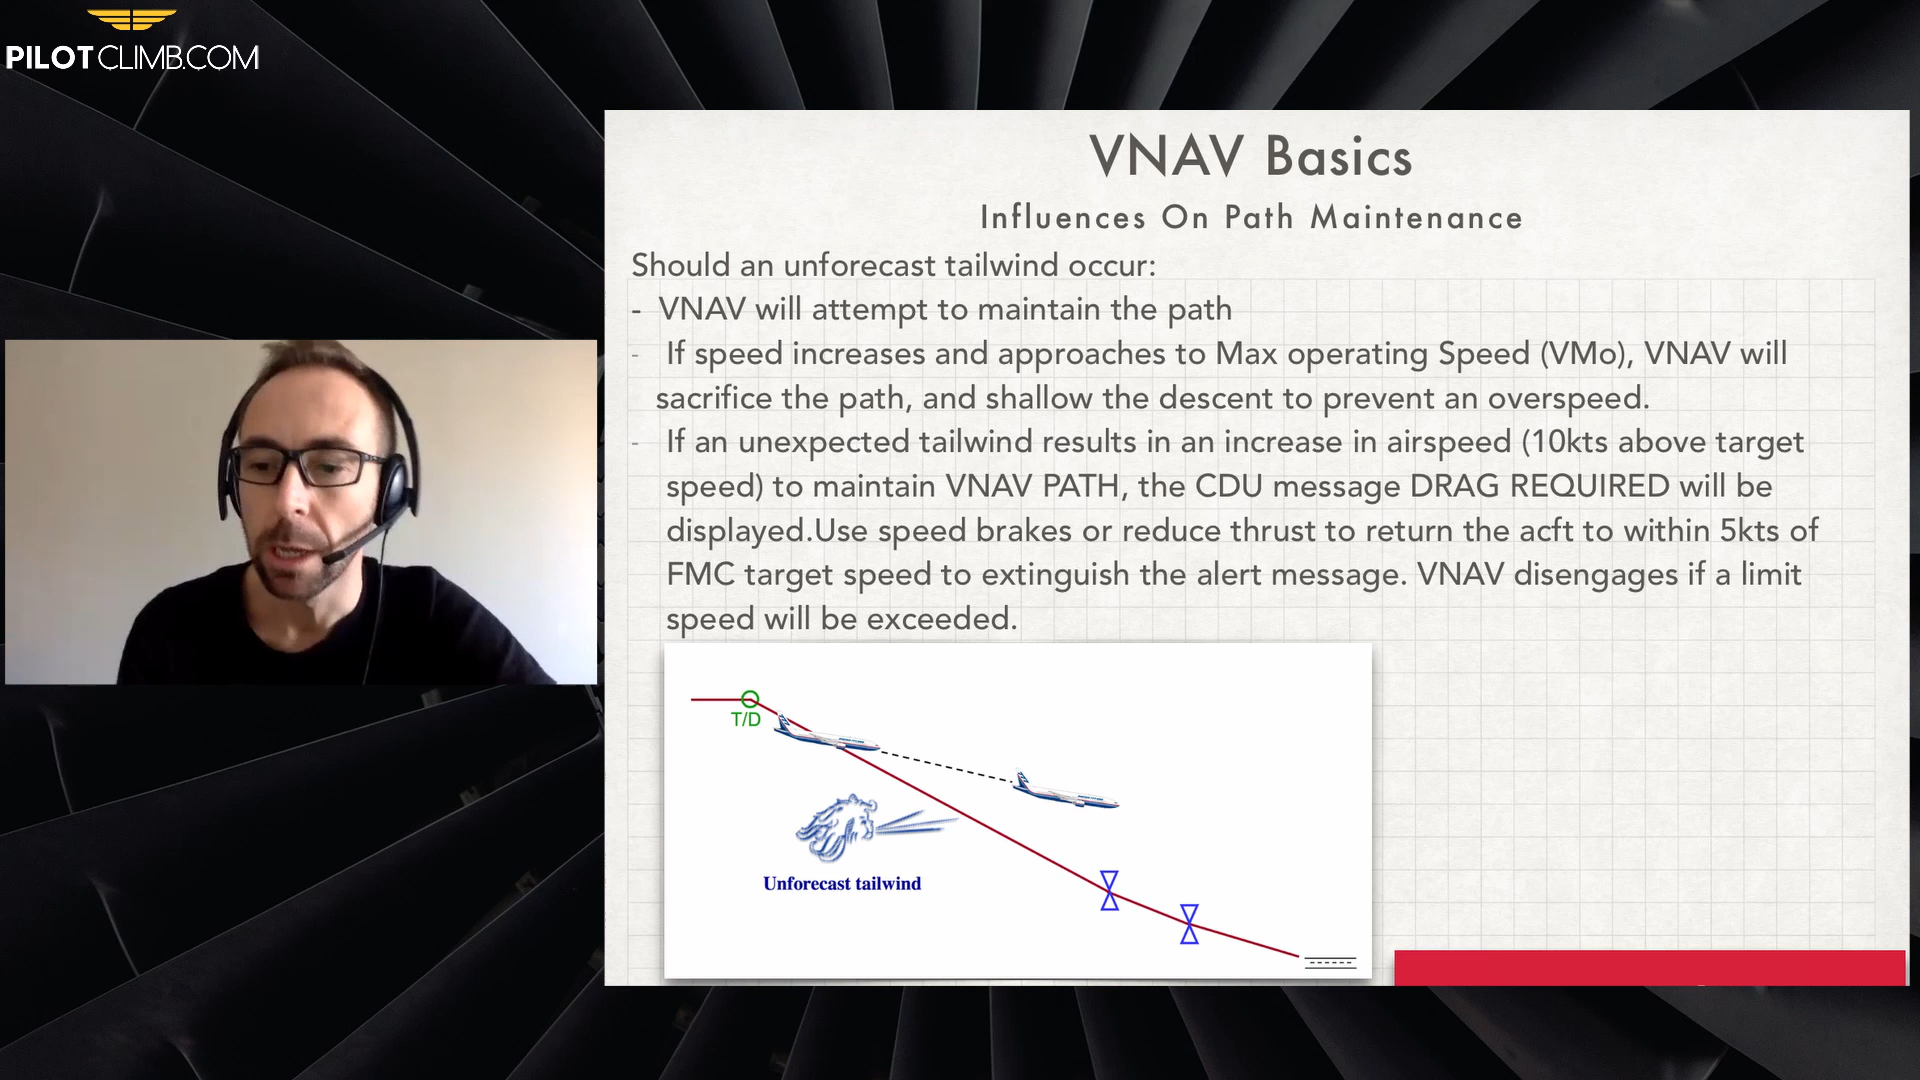 PILOTCLIMB.COM
VNAV Basics
Influences On Path Maintenance
Should an unforecast tailwind occur:
- VNAV will attempt to maintain the path
- If speed increases and approaches to Max operating Speed (VMo), VNAV will
sacrifice the path, and shallow the descent to prevent an overspeed.
- If an unexpected tailwind results in an increase in airspeed (10kts above target
speed) to maintain VNAV PATH, the CDU message DRAG REQUIRED will be
displayed.Use speed brakes or reduce thrust to return the acft to within 5kts of
FMC target speed to extinguish the alert message. VNAV disengages if a limit
speed will be exceeded.
T/D
Unforecast tailwind